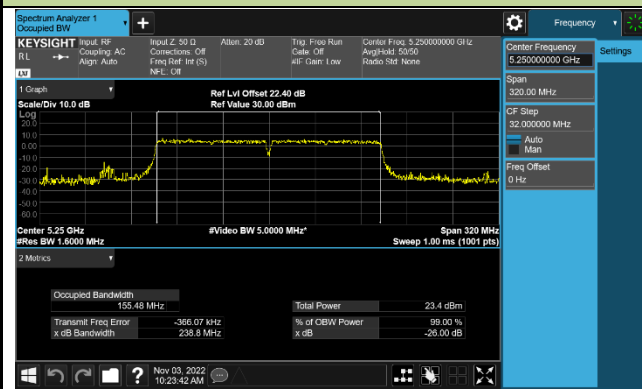 Spectrum Analyzer 1
Occupied BW
Frequency
KEYSIGHT
RL
LXI
Input: RF
Coupling: AC
Align: Auto
Input Z: 50 Ω
Corrections: Off
Freq Ref: Int (S)
NFE: Off
Atten: 20 dB
Trig: Free Run
Gate: Off
#IF Gain: Low
Center Freq: 5.250000000 GHz
Avg|Hold: 50/50
Radio Std: None
Center Frequency
5.250000000 GHz
Settings
Span
320.00 MHz
CF Step
32.000000 MHz
Auto
Man
Freq Offset
0 Hz
1 Graph
Scale/Div 10.0 dB
Ref Lvl Offset 22.40 dB
Ref Value 30.00 dBm
Log
20.0
10.0
0.00
-10.0
-20.0
-30.0
-40.0
-50.0
-60.0
Center 5.25 GHz
#Res BW 1.6000 MHz
#Video BW 5.0000 MHz*
Span 320 MHz
Sweep 1.00 ms (1001 pts)
2 Metrics
Occupied Bandwidth
155.48 MHz
Total Power 23.4 dBm
Transmit Freq Error -366.07 kHz
% of OBW Power 99.00 %
x dB Bandwidth 238.8 MHz
x dB -26.00 dB
?
Nov 03, 2022
10:23:42 AM